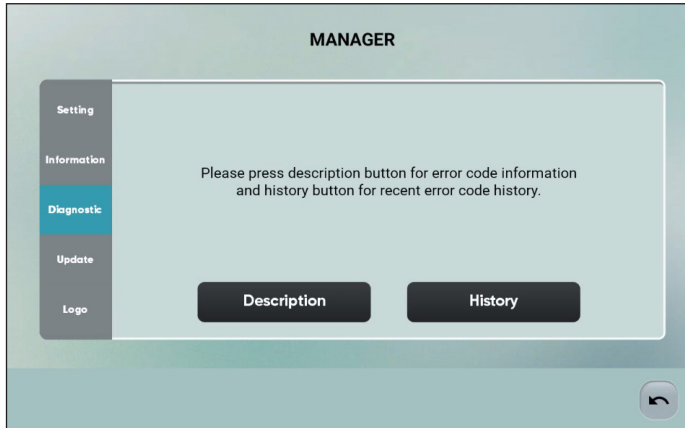 MANAGER
Setting
Information
Diagnostic
Update
Logo
Please press description button for error code information
and history button for recent error code history.
Description
History